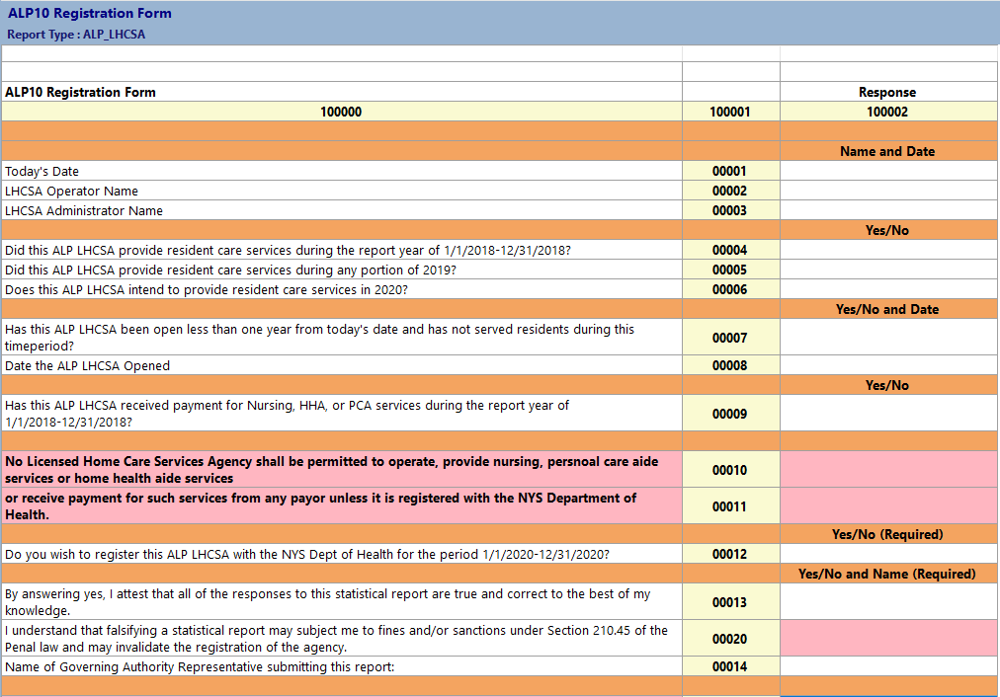 ALP10 Registration Form
Report Type : ALP_LHCSA
ALP10 Registration Form Response
100000 100001 100002
Name and Date
Today's Date 00001
LHCSA Operator Name 00002
LHCSA Administrator Name 00003
Yes/No
Did this ALP LHCSA provide resident care services during the report year of 1/1/2018-12/31/2018? 00004
Did this ALP LHCSA provide resident care services during any portion of 2019? 00005
Does this ALP LHCSA intend to provide resident care services in 2020? 00006
Yes/No and Date
Has this ALP LHCSA been open less than one year from today's date and has not served residents during this
timeperiod?
00007
Date the ALP LHCSA Opened 00008
Yes/No
Has this ALP LHCSA received payment for Nursing, HHA, or PCA services during the report year of
1/1/2018-12/31/2018?
00009
No Licensed Home Care Services Agency shall be permitted to operate, provide nursing, persnoal care aide
services or home health aide services
00010
or receive payment for such services from any payor unless it is registered with the NYS Department of
Health.
00011
Yes/No (Required)
Do you wish to register this ALP LHCSA with the NYS Dept of Health for the period 1/1/2020-12/31/2020? 00012
Yes/No and Name (Required)
By answering yes, I attest that all of the responses to this statistical report are true and correct to the best of my
knowledge.
00013
I understand that falsifying a statistical report may subject me to fines and/or sanctions under Section 210.45 of the
Penal law and may invalidate the registration of the agency.
00020
Name of Governing Authority Representative submitting this report: 00014